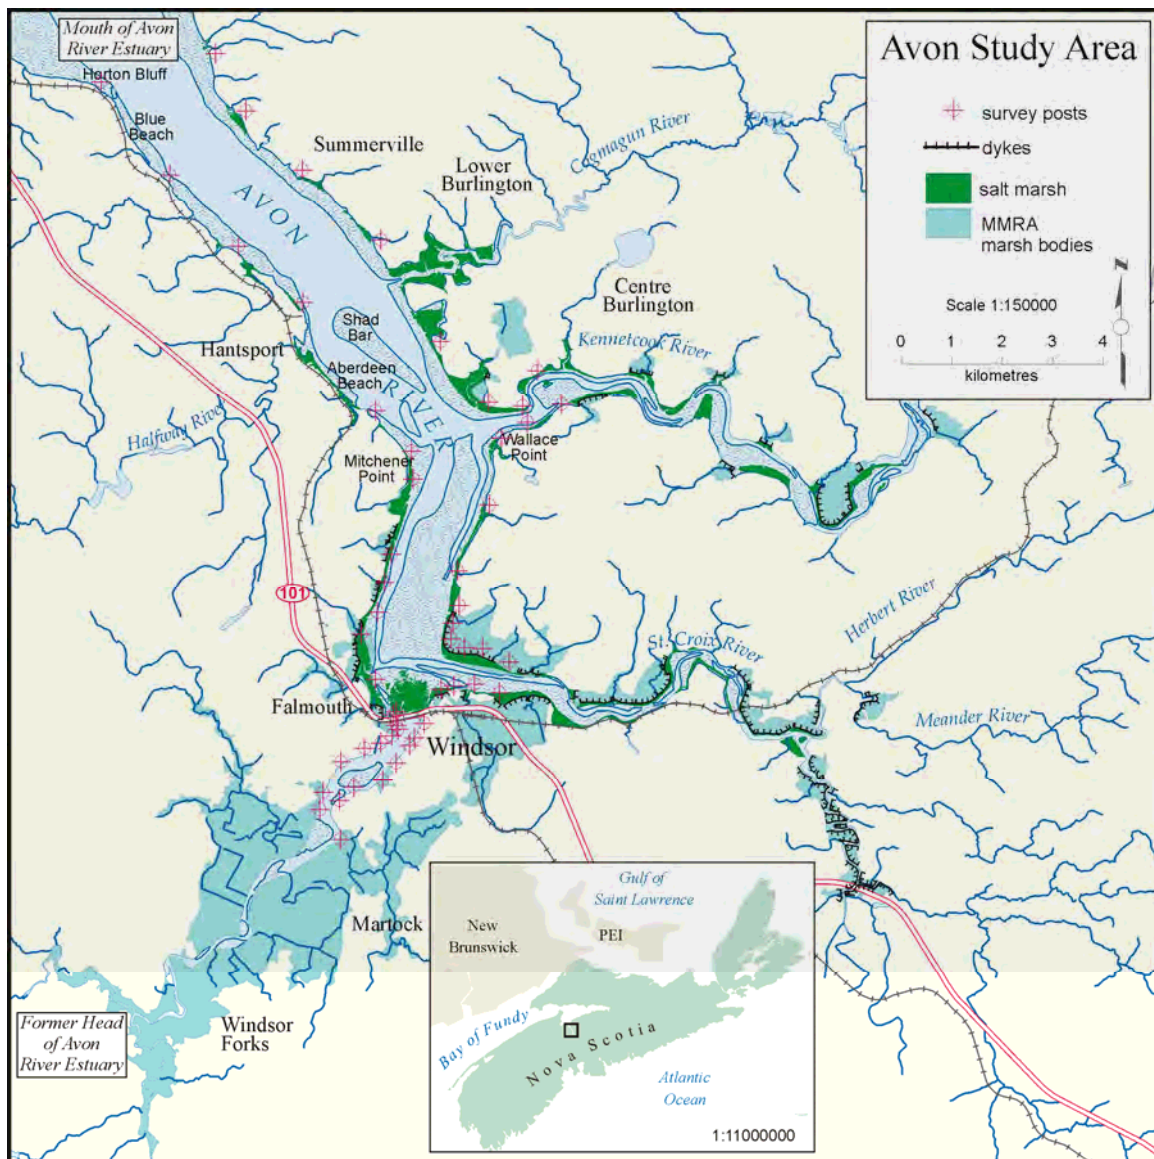 Mouth of Avon
River Estuary
Horton Bluff
Blue
Beach
Summerville
Lower
Burlington
Cogmagun River
AVON
RIVER
Centre
Burlington
Kennetcook River
Shad
Bar
Hantsport
Aberdeen
Beach
Halfway River
Mitchener
Point
Wallace
Point
101
Herbert River
St. Croix River
Meander River
Falmouth
Windsor
Martock
Windsor
Forks
Former Head
of Avon
River Estuary
Avon Study Area
survey posts
dykes
salt marsh
MMRA
marsh bodies
N
Scale 1:150000
0 1 2 3 4
kilometres
Gulf of
Saint Lawrence
New
Brunswick
PEI
Bay of Fundy
Nova Scotia
Atlantic
Ocean
1:11000000